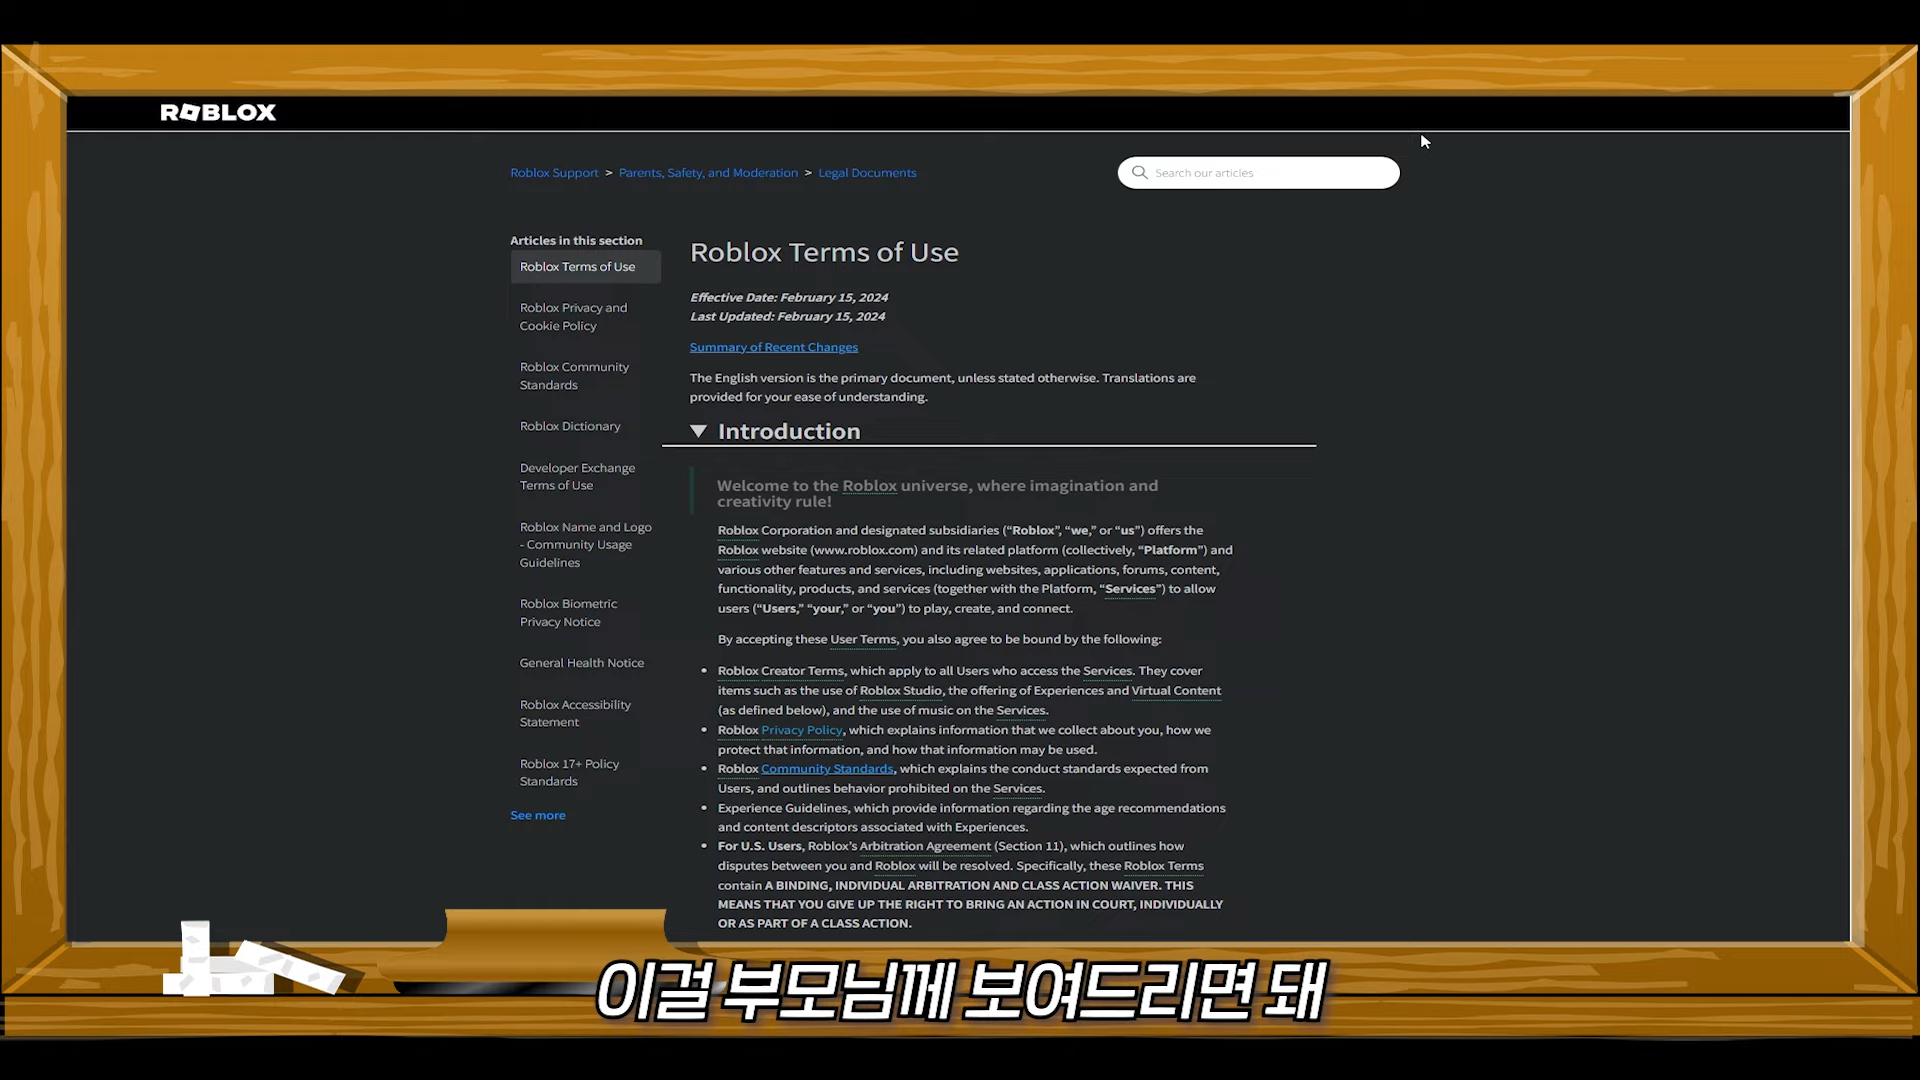 ROBLOX
Roblox Support > Parents, Safety, and Moderation > Legal Documents
Search our articles
Articles in this section
Roblox Terms of Use
Roblox Privacy and
Cookie Policy
Roblox Community
Standards
Roblox Dictionary
Developer Exchange
Terms of Use
Roblox Name and Logo
- Community Usage
Guidelines
Roblox Biometric
Privacy Notice
General Health Notice
Roblox Accessibility
Statement
Roblox 17+ Policy
Standards
See more
Roblox Terms of Use
Effective Date: February 15, 2024
Last Updated: February 15, 2024
Summary of Recent Changes
The English version is the primary document, unless stated otherwise. Translations are
provided for your ease of understanding.
▼ Introduction
Welcome to the Roblox universe, where imagination and
creativity rule!
Roblox Corporation and designated subsidiaries (“Roblox”, “we,” or “us”) offers the
Roblox website (www.roblox.com) and its related platform (collectively, “Platform”) and
various other features and services, including websites, applications, forums, content,
functionality, products, and services (together with the Platform, “Services”) to allow
users (“Users,” “your,” or “you”) to play, create, and connect.
By accepting these User Terms, you also agree to be bound by the following:
• Roblox Creator Terms, which apply to all Users who access the Services. They cover
items such as the use of Roblox Studio, the offering of Experiences and Virtual Content
(as defined below), and the use of music on the Services.
• Roblox Privacy Policy, which explains information that we collect about you, how we
protect that information, and how that information may be used.
• Roblox Community Standards, which explains the conduct standards expected from
Users, and outlines behavior prohibited on the Services.
• Experience Guidelines, which provide information regarding the age recommendations
and content descriptors associated with Experiences.
• For U.S. Users, Roblox’s Arbitration Agreement (Section 11), which outlines how
disputes between you and Roblox will be resolved. Specifically, these Roblox Terms
contain A BINDING, INDIVIDUAL ARBITRATION AND CLASS ACTION WAIVER. THIS
MEANS THAT YOU GIVE UP THE RIGHT TO BRING AN ACTION IN COURT, INDIVIDUALLY
OR AS PART OF A CLASS ACTION.
이걸 부모님께 보여드리면 돼